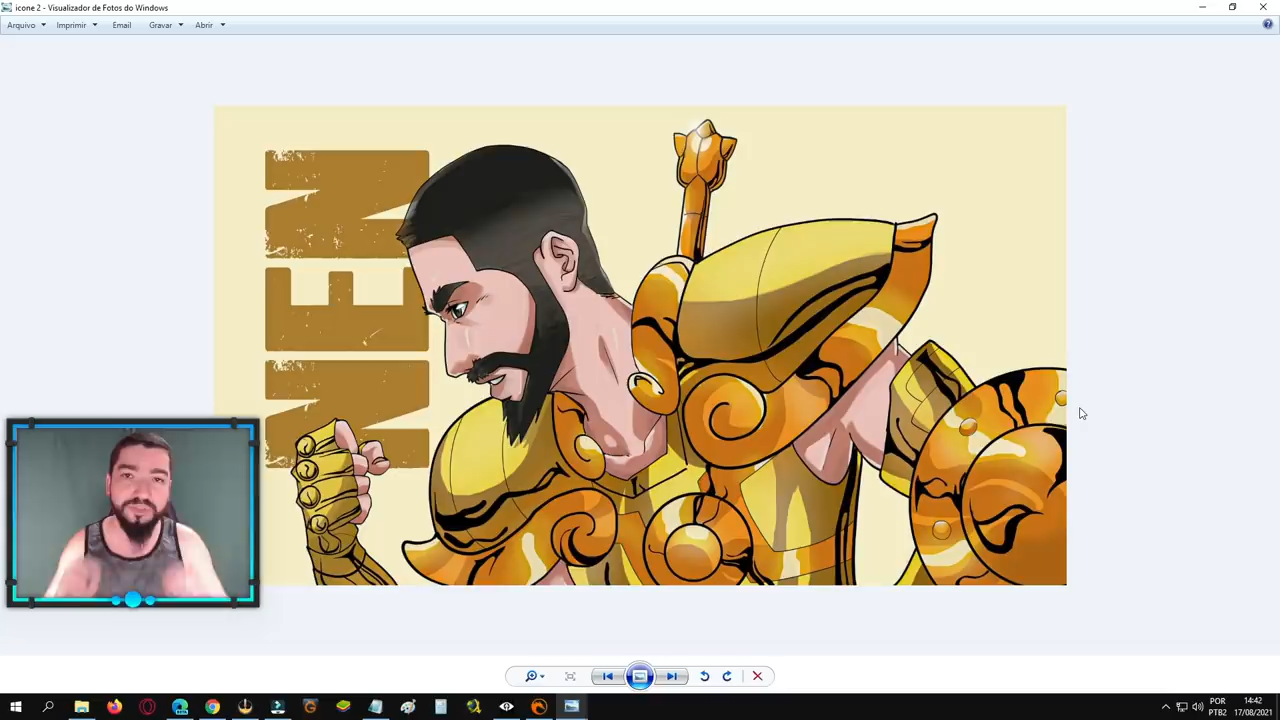 icone 2 - Visualizador de Fotos do Windows
Arquivo Imprimir Email Gravar Abrir
NEN
POR
PTB2
14:42
17/08/2021